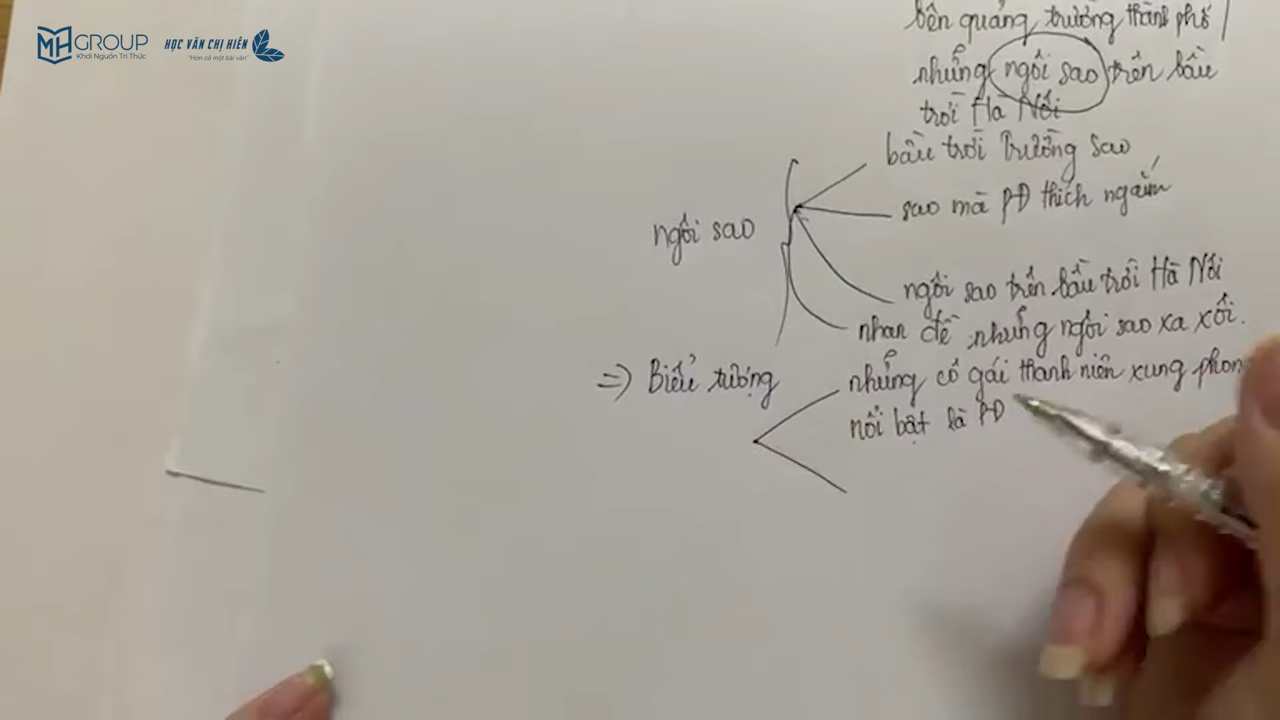 MH GROUP
Khơi Nguồn Tri Thức
HỌC VĂN CHỊ HIÊN
"Hơn cả một bài văn"
bên quảng trường thành phố
những ngôi sao trên bầu
trời Hà Nội
bầu trời Trường Sao
sao mà PĐ thích ngắm
ngôi sao
ngôi sao trên bầu trời Hà Nội
nhan đề những ngôi sao xa xôi.
=> Biểu tượng
những cô gái thanh niên xung phon
nổi bật là PĐ